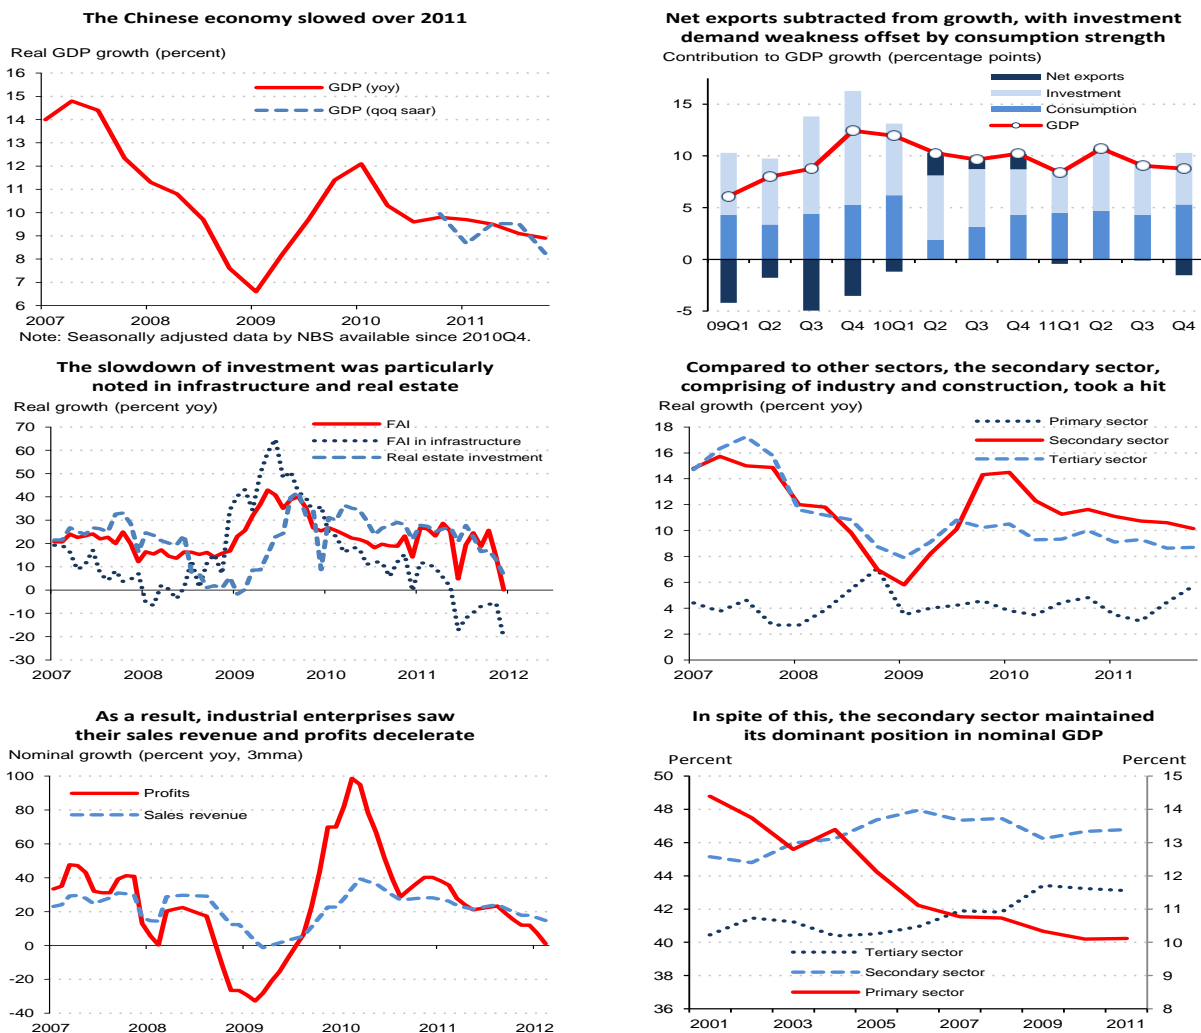 The Chinese economy slowed over 2011
Real GDP growth (percent)
16
15
14
13
12
11
10
9
8
7
6
GDP (yoy)
GDP (qoq saar)
2007 2008 2009 2010 2011
Note: Seasonally adjusted data by NBS available since 2010Q4.
Net exports subtracted from growth, with investment
demand weakness offset by consumption strength
Contribution to GDP growth (percentage points)
Net exports
Investment
Consumption
GDP
15
10
5
0
-5
09Q1 Q2 Q3 Q4 10Q1 Q2 Q3 Q4 11Q1 Q2 Q3 Q4
The slowdown of investment was particularly
noted in infrastructure and real estate
Real growth (percent yoy)
70
60
50
40
30
20
10
0
-10
-20
-30
FAI
FAI in infrastructure
Real estate investment
2007 2008 2009 2010 2011 2012
Compared to other sectors, the secondary sector,
comprising of industry and construction, took a hit
Real growth (percent yoy)
18
16
14
12
10
8
6
4
2
0
Primary sector
Secondary sector
Tertiary sector
2007 2008 2009 2010 2011
As a result, industrial enterprises saw
their sales revenue and profits decelerate
Nominal growth (percent yoy, 3mma)
100
80
60
40
20
0
-20
-40
Profits
Sales revenue
2007 2008 2009 2010 2011 2012
In spite of this, the secondary sector maintained
its dominant position in nominal GDP
Percent Percent
50
48
46
44
42
40
38
36
15
14
13
12
11
10
9
8
Tertiary sector
Secondary sector
Primary sector
2001 2003 2005 2007 2009 2011